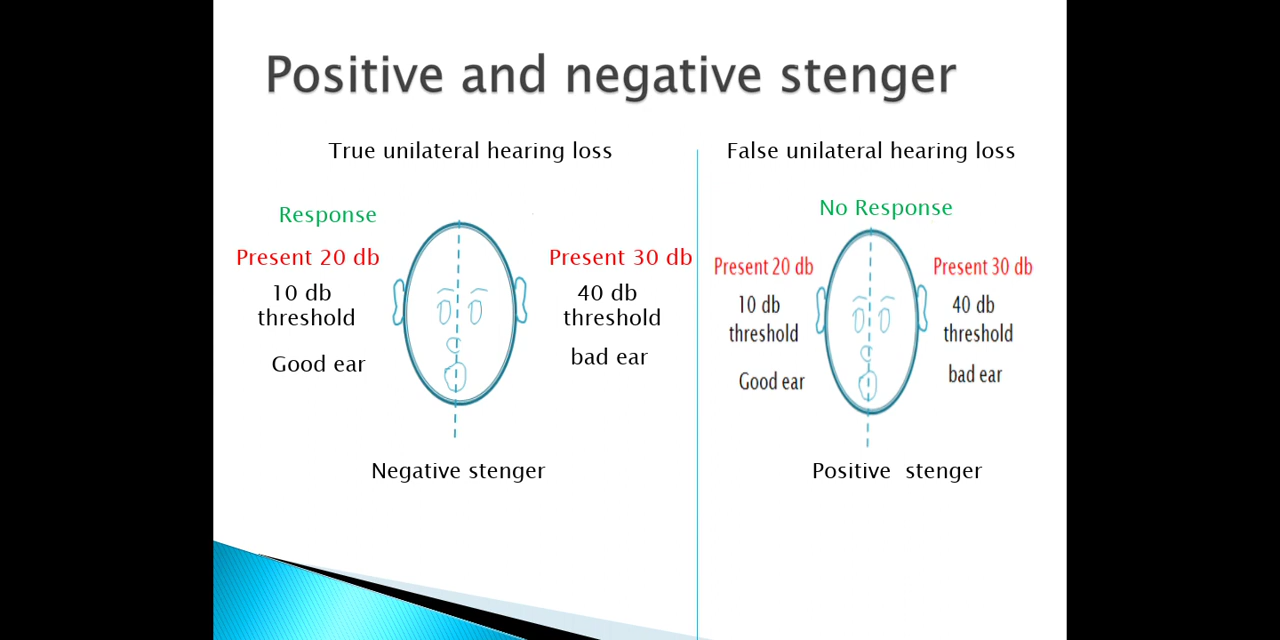 Positive and negative stenger
True unilateral hearing loss
Response
Present 20 db
10 db
threshold
Good ear
Present 30 db
40 db
threshold
bad ear
Negative stenger
False unilateral hearing loss
No Response
Present 20 db
10 db
threshold
Good ear
Present 30 db
40 db
threshold
bad ear
Positive  stenger